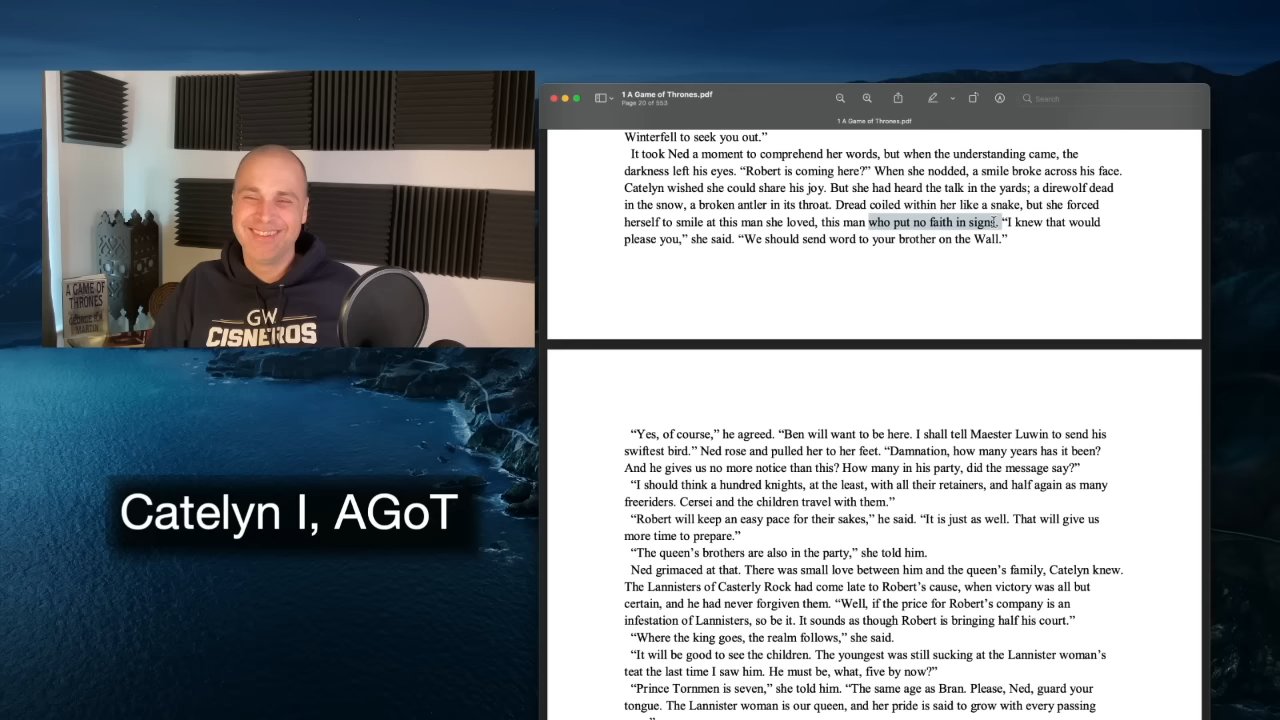 A GAME OF
THRONES
GEORGE R.R.
MARTIN
GW
CISNEROS
Catelyn I, AGoT
1 A Game of Thrones.pdf
Page 20 of 553
Search
1 A Game of Thrones.pdf
Winterfell to seek you out.”
It took Ned a moment to comprehend her words, but when the understanding came, the
darkness left his eyes. “Robert is coming here?” When she nodded, a smile broke across his face.
Catelyn wished she could share his joy. But she had heard the talk in the yards; a direwolf dead
in the snow, a broken antler in its throat. Dread coiled within her like a snake, but she forced
herself to smile at this man she loved, this man who put no faith in signs. “I knew that would
please you,” she said. “We should send word to your brother on the Wall.”
“Yes, of course,” he agreed. “Ben will want to be here. I shall tell Maester Luwin to send his
swiftest bird.” Ned rose and pulled her to her feet. “Damnation, how many years has it been?
And he gives us no more notice than this? How many in his party, did the message say?”
“I should think a hundred knights, at the least, with all their retainers, and half again as many
freeriders. Cersei and the children travel with them.”
“Robert will keep an easy pace for their sakes,” he said. “It is just as well. That will give us
more time to prepare.”
“The queen’s brothers are also in the party,” she told him.
Ned grimaced at that. There was small love between him and the queen’s family, Catelyn knew.
The Lannisters of Casterly Rock had come late to Robert’s cause, when victory was all but
certain, and he had never forgiven them. “Well, if the price for Robert’s company is an
infestation of Lannisters, so be it. It sounds as though Robert is bringing half his court.”
“Where the king goes, the realm follows,” she said.
“It will be good to see the children. The youngest was still sucking at the Lannister woman’s
teat the last time I saw him. He must be, what, five by now?”
“Prince Tommen is seven,” she told him. “The same age as Bran. Please, Ned, guard your
tongue. The Lannister woman is our queen, and her pride is said to grow with every passing